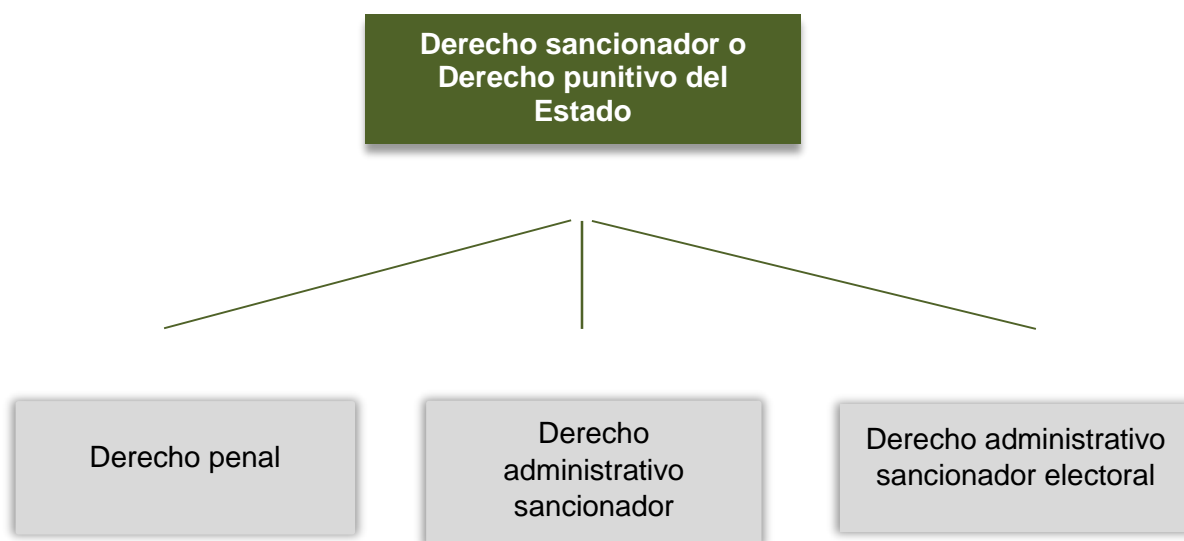 Derecho sancionador o
Derecho punitivo del
Estado
Derecho penal
Derecho
administrativo
sancionador
Derecho administrativo
sancionador electoral